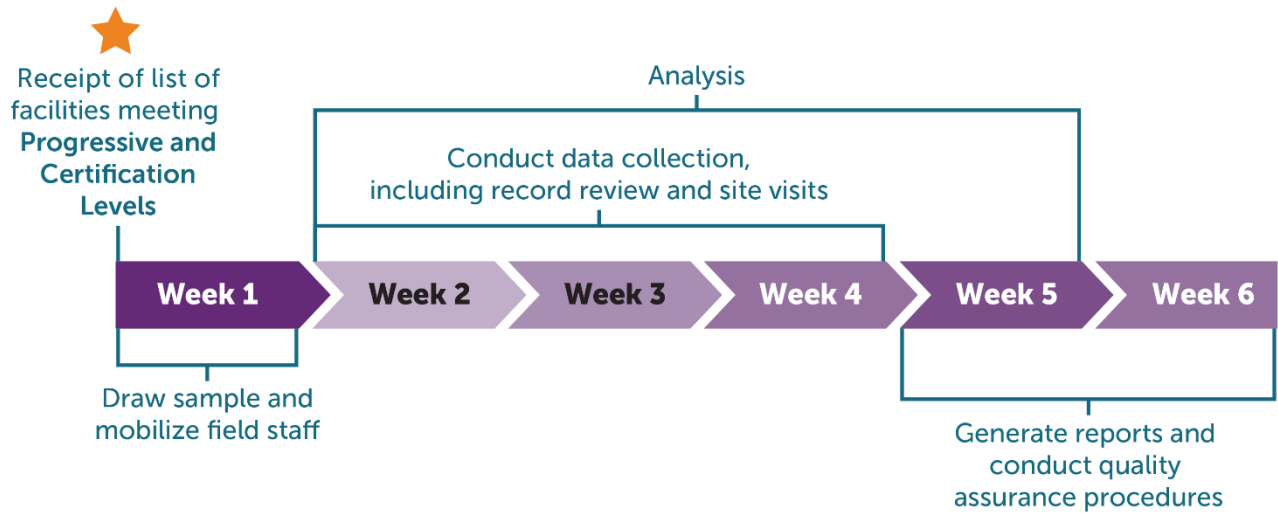 Receipt of list of
facilities meeting
Progressive and
Certification
Levels
Analysis
Conduct data collection,
including record review and site visits
Week 1
Week 2
Week 3
Week 4
Week 5
Week 6
Draw sample and
mobilize field staff
Generate reports and
conduct quality
assurance procedures